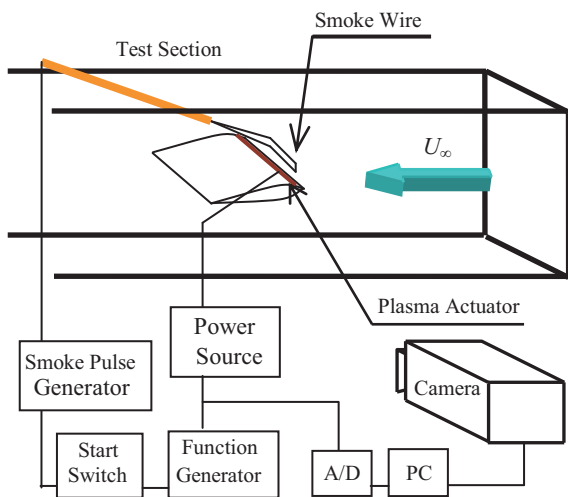 Smoke Wire
Test Section
U∞
Plasma Actuator
Power
Source
Smoke Pulse
Generator
Camera
Start
Switch
Function
Generator
A/D
PC